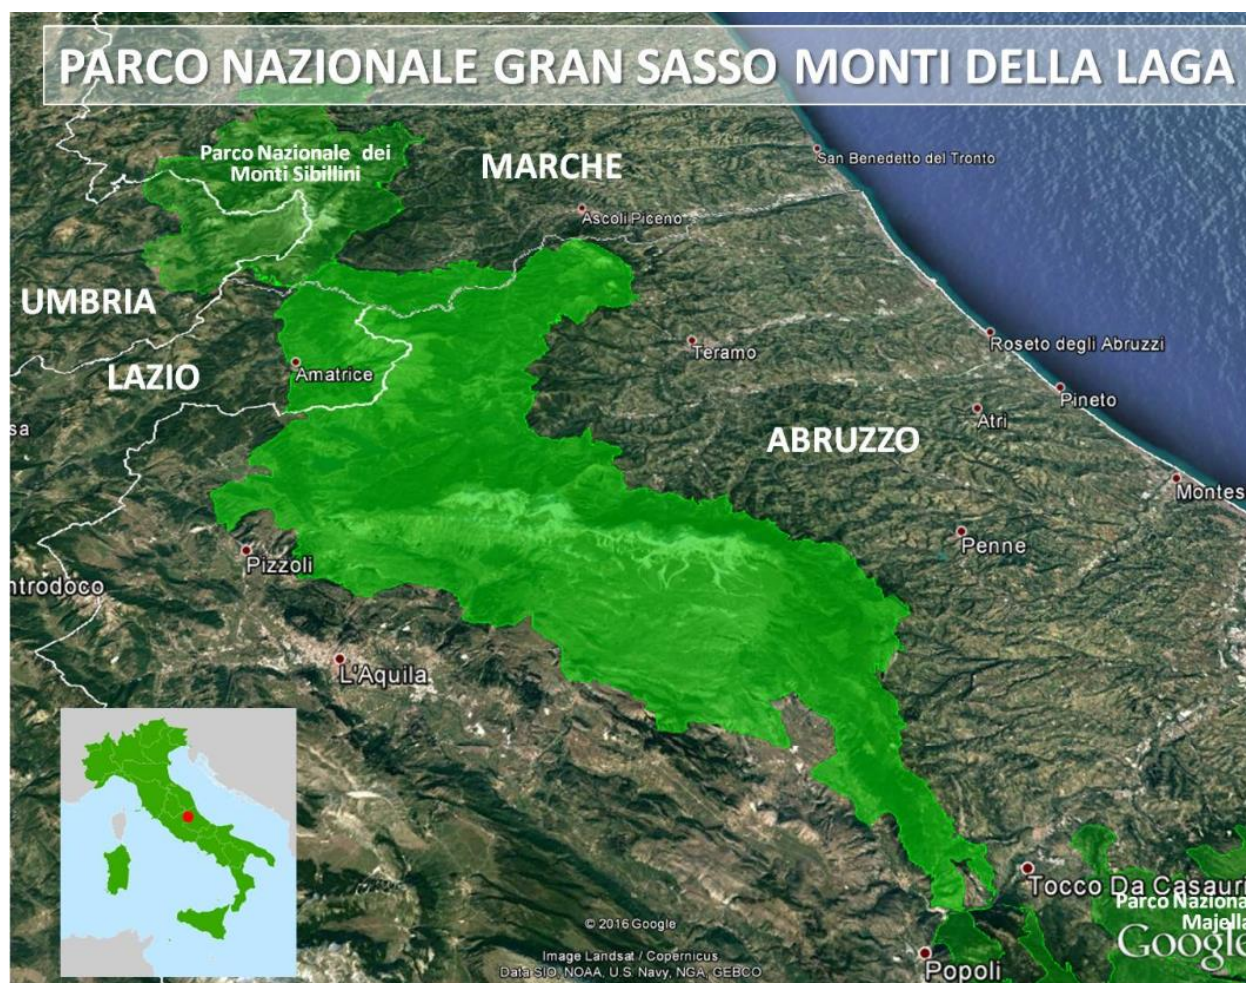 PARCO NAZIONALE GRAN SASSO MONTI DELLA LAGA
Parco Nazionale dei
Monti Sibillini
MARCHE
San Benedetto del Tronto
Ascoli Piceno
UMBRIA
LAZIO
Amatrice
Teramo
Roseto degli Abruzzi
Pineto
Atri
sa
ABRUZZO
Montes
Penne
Pizzoli
ntrodoco
L'Aquila
Tocco Da Casauri
Parco Naziona
Majella
Google
© 2016 Google
Image Landsat / Copernicus
Data SIO, NOAA, U.S. Navy, NGA, GEBCO
Popoli